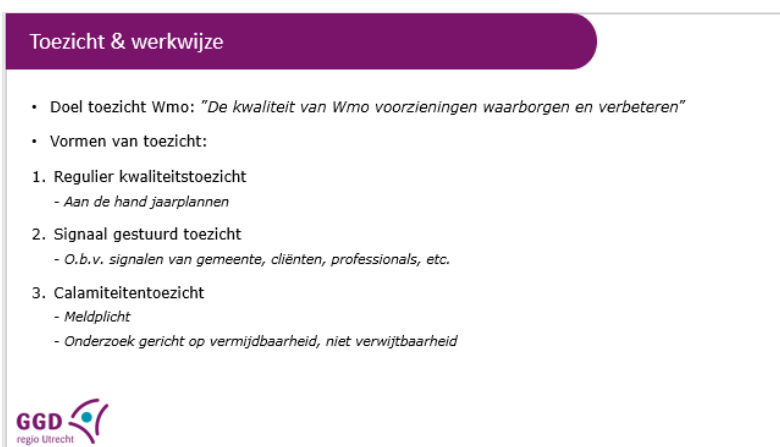 Toezicht & werkwijze
• Doel toezicht Wmo: "De kwaliteit van Wmo voorzieningen waarborgen en verbeteren"
• Vormen van toezicht:
1. Regulier kwaliteitstoezicht
- Aan de hand jaarplannen
2. Signaal gestuurd toezicht
- O.b.v. signalen van gemeente, cliënten, professionals, etc.
3. Calamiteitentoezicht
- Meldplicht
- Onderzoek gericht op vermijdbaarheid, niet verwijtbaarheid
GGD
regio Utrecht